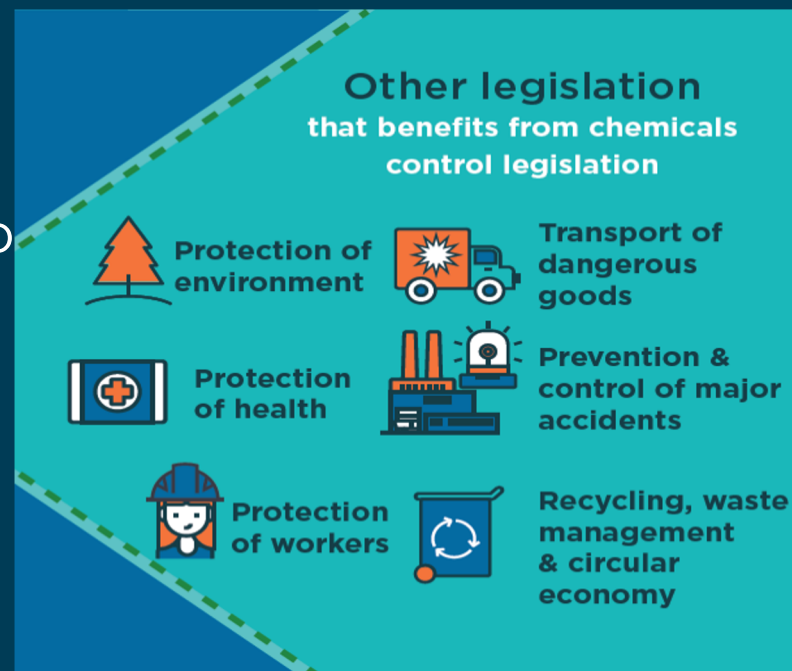 Other legislation
that benefits from chemicals
control legislation
Protection of
environment
Transport of
dangerous
goods
Protection
of health
Prevention &
control of major
accidents
Protection
of workers
Recycling, waste
management
& circular
economy